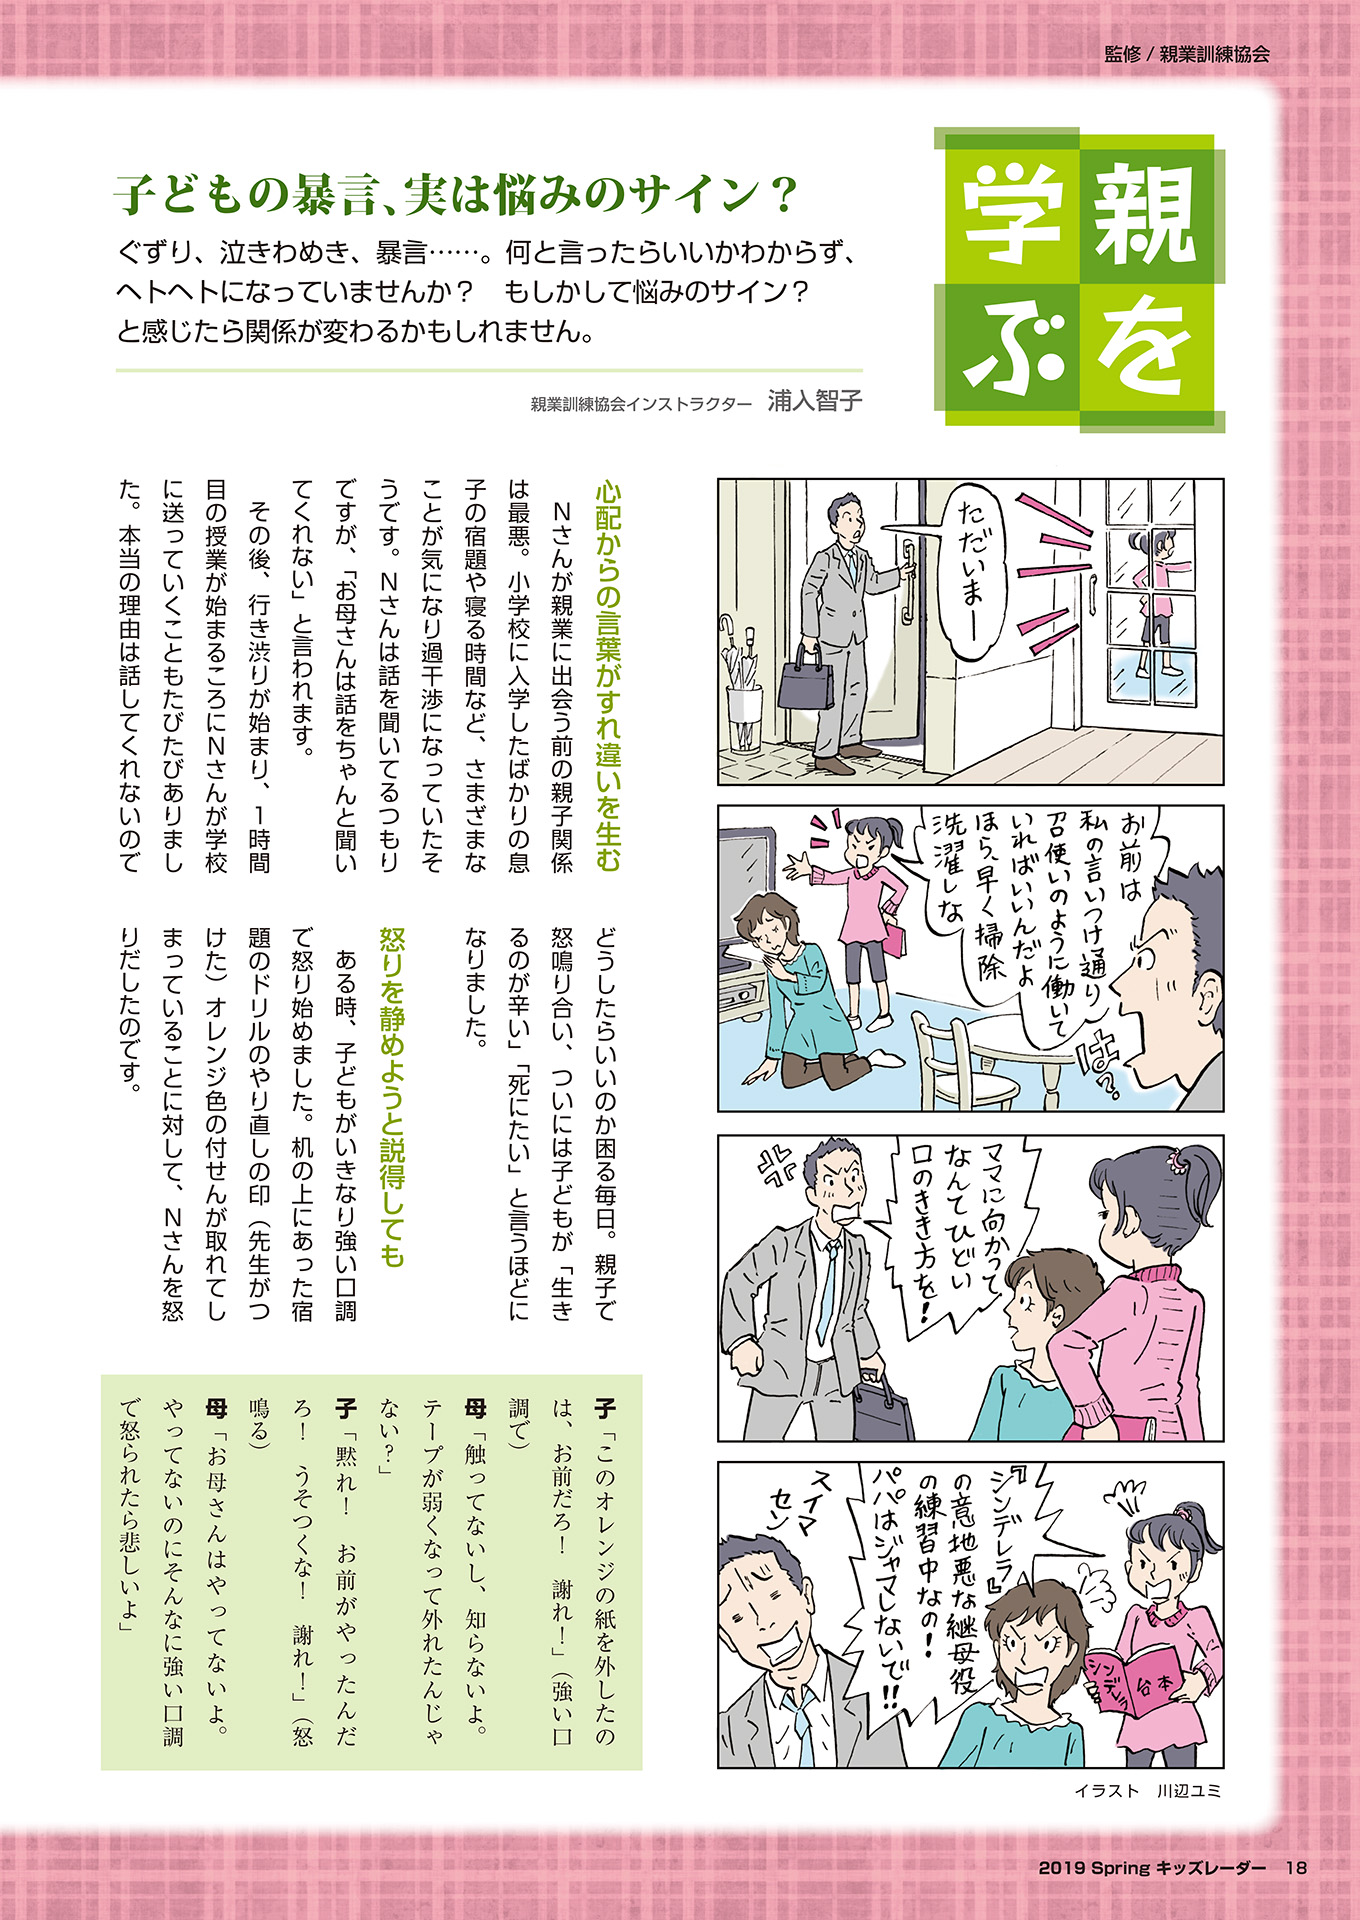 監修 / 親業訓練協会
親を
学ぶ
子どもの暴言、実は悩みのサイン？
ぐずり、泣きわめき、暴言……。何と言ったらいいかわからず、
ヘトヘトになっていませんか？　もしかして悩みのサイン？
と感じたら関係が変わるかもしれません。
親業訓練協会インストラクター　浦入智子
ただいまー
お前は
私の言いつけ通り
召使いのように働いて
いればいいんだよ
ほら、早く掃除
洗濯しな
は？
ママに向かって
なんてひどい
口のきき方を！
『シンデレラ』
の意地悪な継母役
の練習中なの！
パパはジャマしないで!!
スイマ
セン
シン
デレラ
台本
イラスト　川辺ユミ
心配からの言葉がすれ違いを生む
　Nさんが親業に出会う前の親子関係
は最悪。小学校に入学したばかりの息
子の宿題や寝る時間など、さまざまな
ことが気になり過干渉になっていたそ
うです。Nさんは話を聞いてるつもり
ですが、「お母さんは話をちゃんと聞い
てくれない」と言われます。
　その後、行き渋りが始まり、1時間
目の授業が始まるころにNさんが学校
に送っていくこともたびたびありまし
た。本当の理由は話してくれないので
どうしたらいいのか困る毎日。親子で
怒鳴り合い、ついには子どもが「生き
るのが辛い」「死にたい」と言うほどに
なりました。
怒りを静めようと説得しても
　ある時、子どもがいきなり強い口調
で怒り始めました。机の上にあった宿
題のドリルのやり直しの印（先生がつ
けた）オレンジ色の付せんが取れてし
まっていることに対して、Nさんを怒
りだしたのです。
子「このオレンジの紙を外したの
は、お前だろ！　謝れ！」（強い口
調で）
母「触ってないし、知らないよ。
テープが弱くなって外れたんじゃ
ない？」
子「黙れ！　お前がやったんだ
ろ！　うそつくな！　謝れ！」（怒
鳴る）
母「お母さんはやってないよ。
やってないのにそんなに強い口調
で怒られたら悲しいよ」
2019 Spring キッズレーダー　18